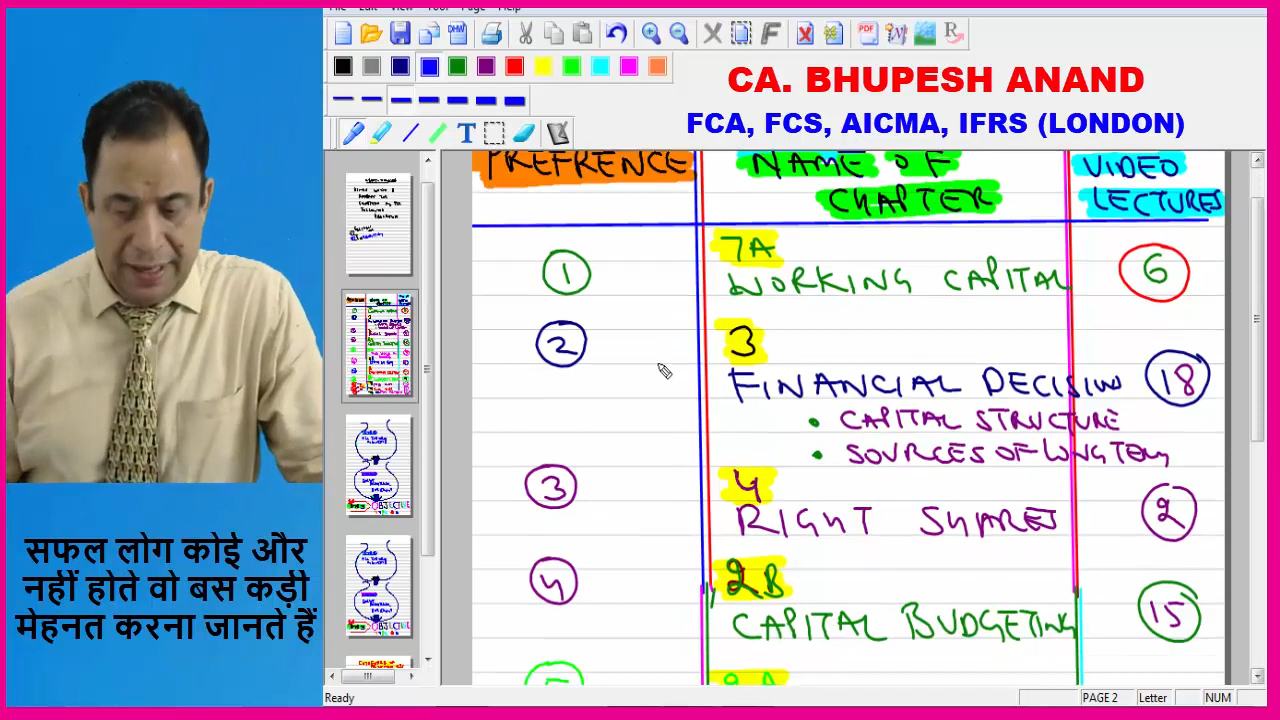 CA. BHUPESH ANAND
FCA, FCS, AICMA, IFRS (LONDON)
PREFRENCE
NAME OF
CHAPTER
VIDEO
LECTURES
1
7A
WORKING CAPITAL
6
2
3
FINANCIAL DECISION
18
• CAPITAL STRUCTURE
• SOURCES OF LONG TERM
3
4
RIGHT SHARES
2
4
2B
CAPITAL BUDGETING
15
5
सफल लोग कोई और
नहीं होते वो बस कड़ी
मेहनत करना जानते हैं
Ready
PAGE 2
Letter
NUM